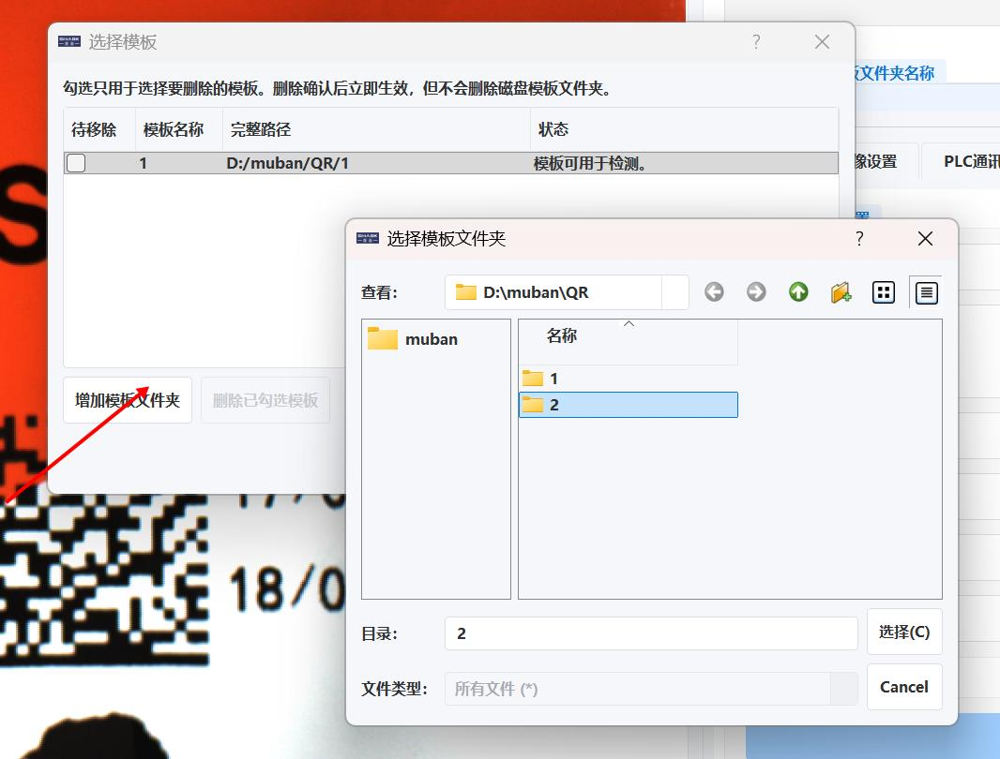 选择模板
勾选只用于选择要删除的模板。删除确认后立即生效，但不会删除磁盘模板文件夹。
待移除 模板名称 完整路径 状态
1 D:/muban/QR/1 模板可用于检测。
增加模板文件夹 删除已勾选模板
文件夹名称
像设置 PLC通讯
选择模板文件夹
查看: D:\muban\QR
muban
名称
1
2
目录: 2 选择(C)
文件类型: 所有文件 (*) Cancel
18/0